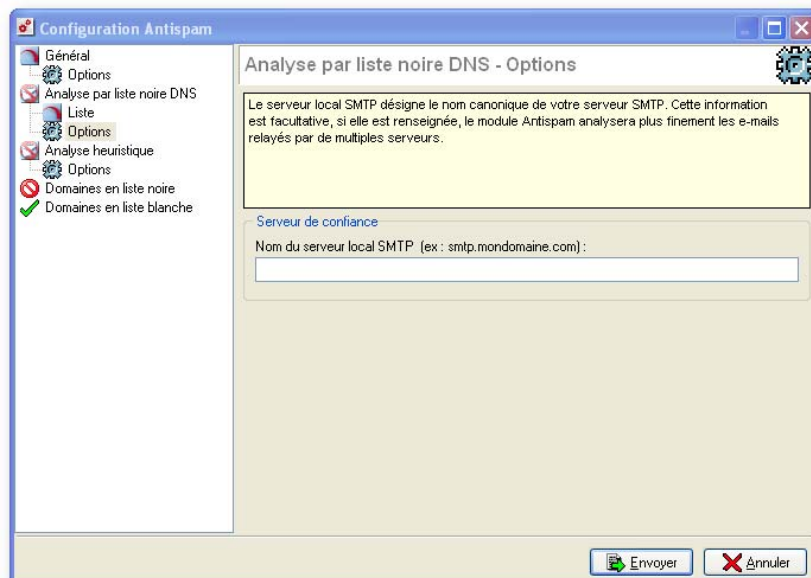 Configuration Antispam
Général
Options
Analyse par liste noire DNS
Liste
Options
Analyse heuristique
Options
Domaines en liste noire
Domaines en liste blanche
Analyse par liste noire DNS - Options
Le serveur local SMTP désigne le nom canonique de votre serveur SMTP. Cette information
est facultative, si elle est renseignée, le module Antispam analysera plus finement les e-mails
relayés par de multiples serveurs.
Serveur de confiance
Nom du serveur local SMTP (ex : smtp.mondomaine.com) :
Envoyer
Annuler